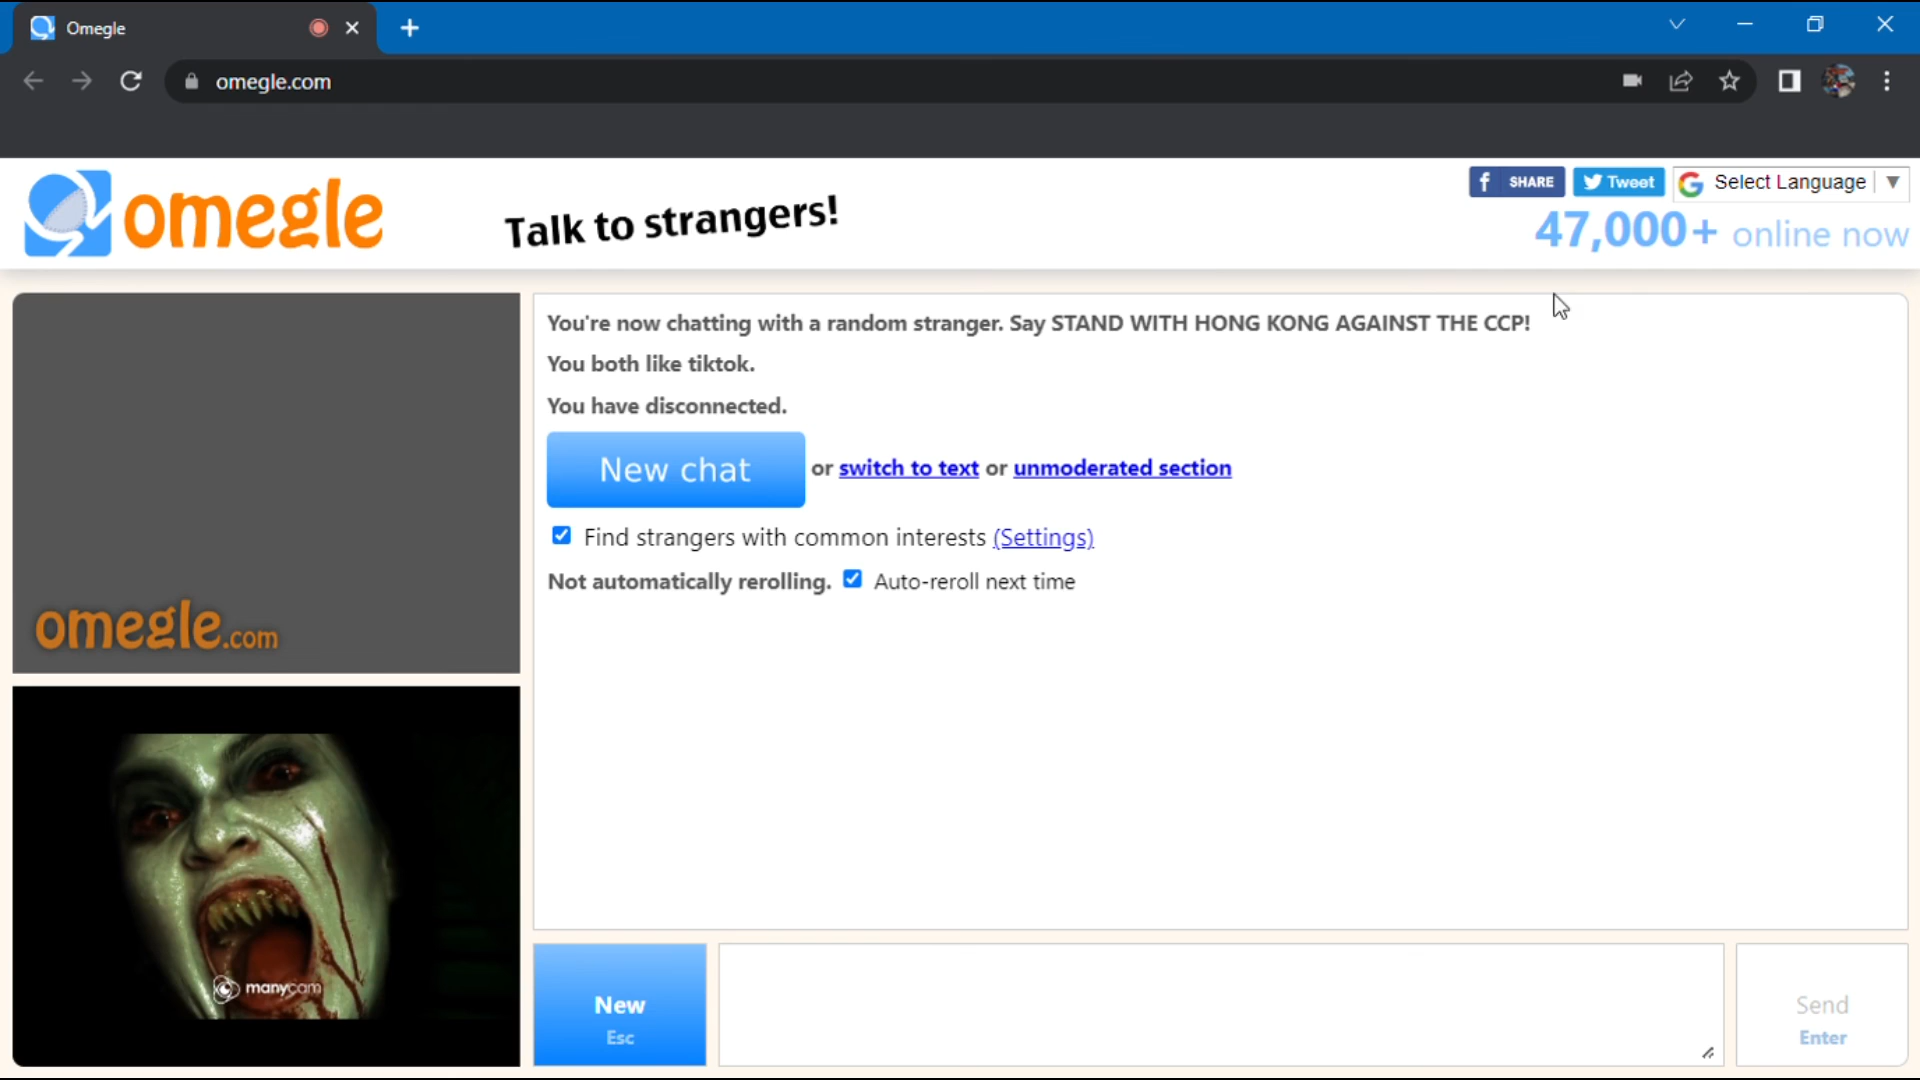 Omegle
omegle.com
omegle
Talk to strangers!
f SHARE
Tweet
Select Language
47,000+ online now
You're now chatting with a random stranger. Say STAND WITH HONG KONG AGAINST THE CCP!
You both like tiktok.
You have disconnected.
New chat or switch to text or unmoderated section
Find strangers with common interests (Settings)
Not automatically rerolling. Auto-reroll next time
omegle.com
manycam
New
Esc
Send
Enter